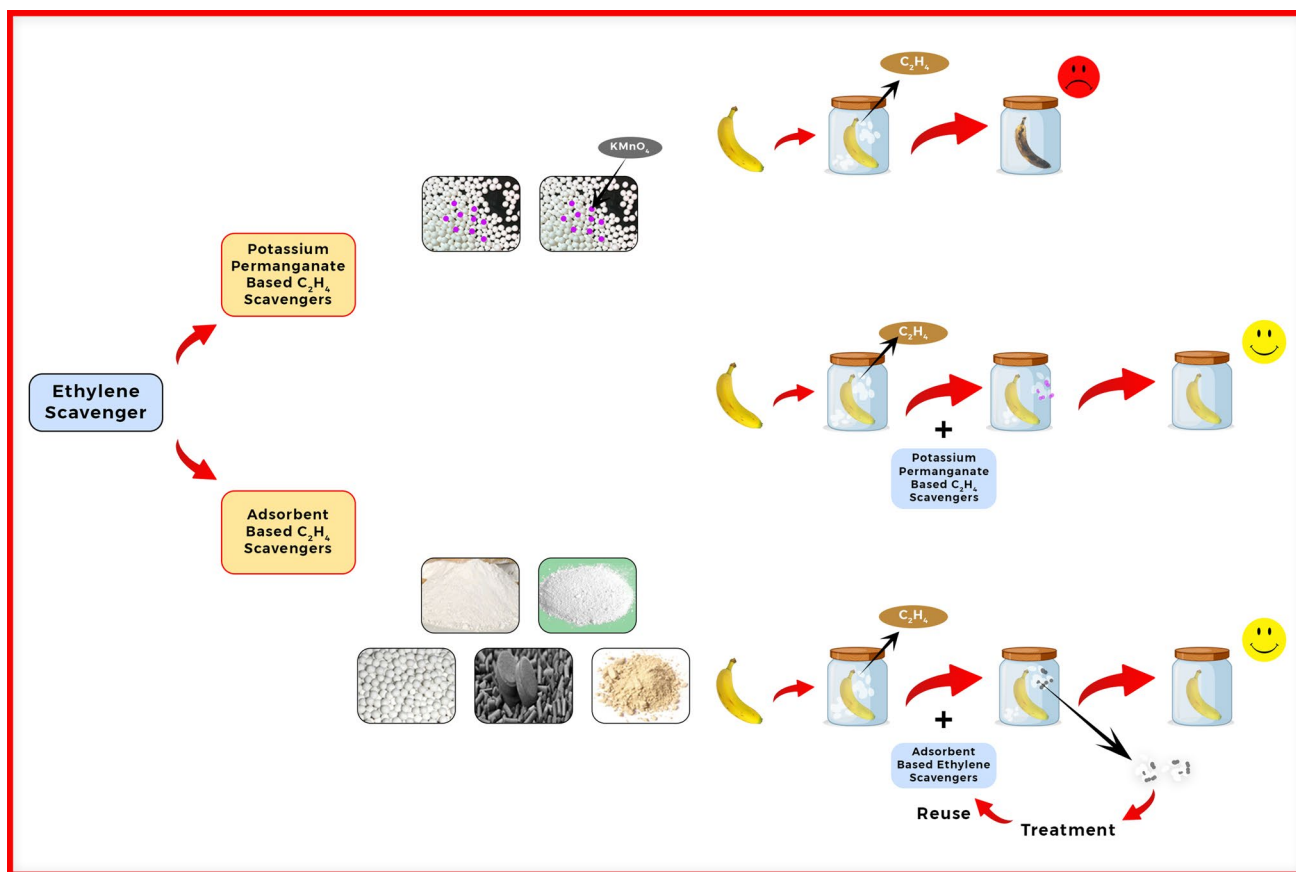 C₂H₄
KMnO₄
Potassium
Permanganate
Based C₂H₄
Scavengers
C₂H₄
Ethylene
Scavenger
Potassium
Permanganate
Based C₂H₄
Scavengers
Adsorbent
Based C₂H₄
Scavengers
C₂H₄
Adsorbent
Based Ethylene
Scavengers
Reuse
Treatment